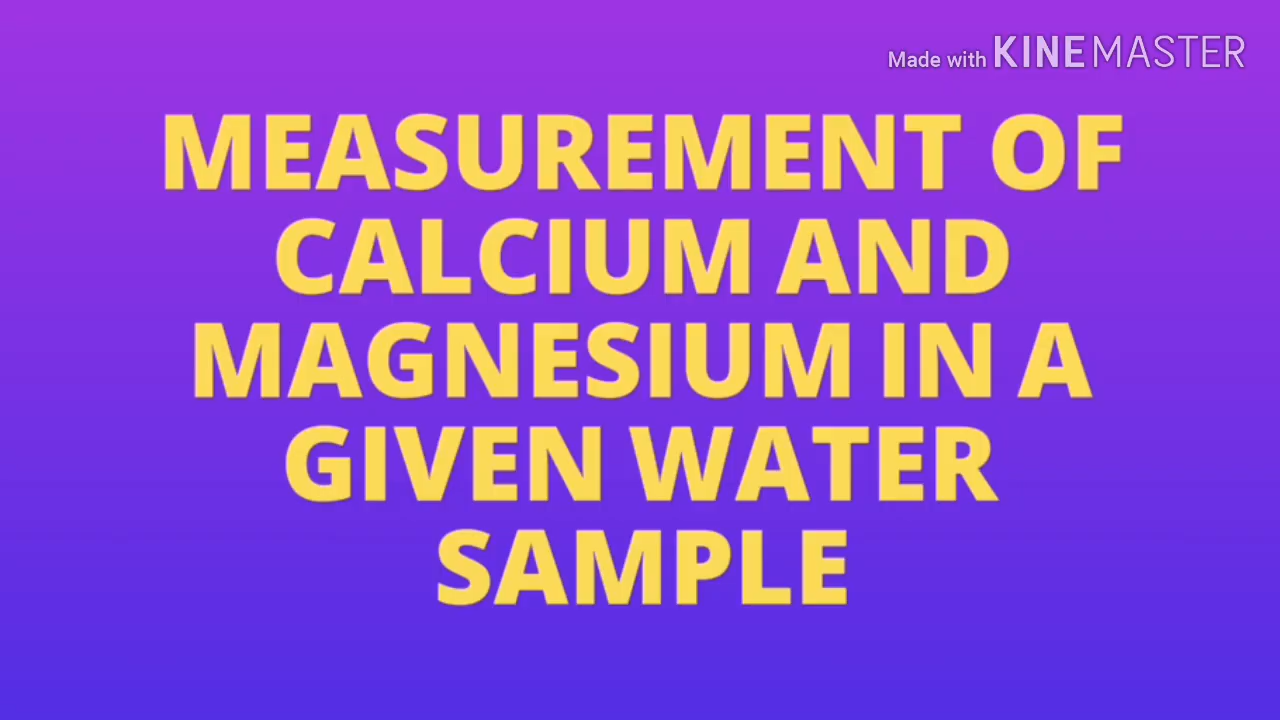 Made with KINEMASTER
MEASUREMENT OF
CALCIUM AND
MAGNESIUM IN A
GIVEN WATER
SAMPLE